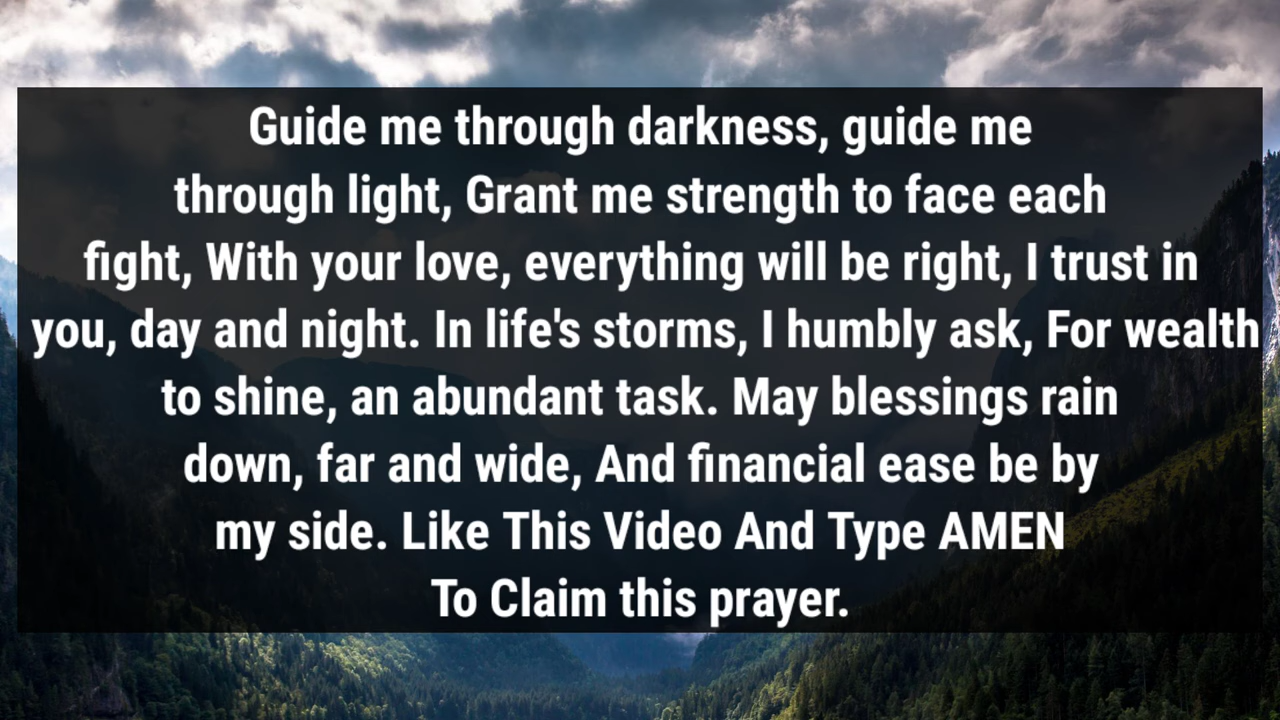 Guide me through darkness, guide me
through light, Grant me strength to face each
fight, With your love, everything will be right, I trust in
you, day and night. In life's storms, I humbly ask, For wealth
to shine, an abundant task. May blessings rain
down, far and wide, And financial ease be by
my side. Like This Video And Type AMEN
To Claim this prayer.